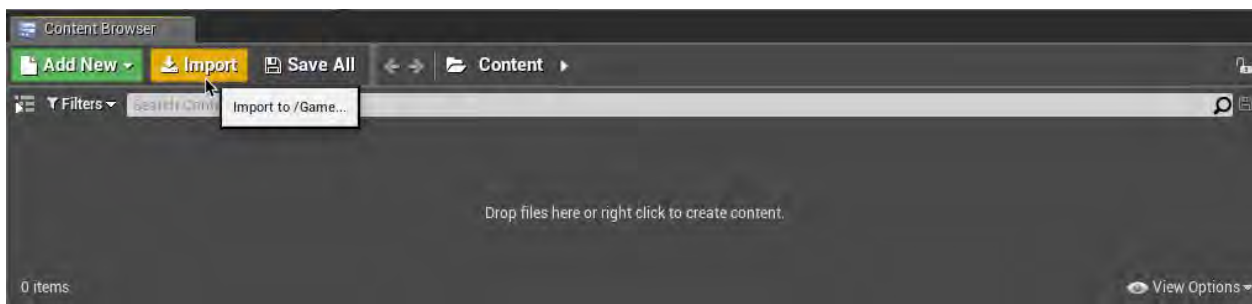 Content Browser
Add New Import Save All Content
Filters Search Import to /Game...
Drop files here or right click to create content.
0 items View Options